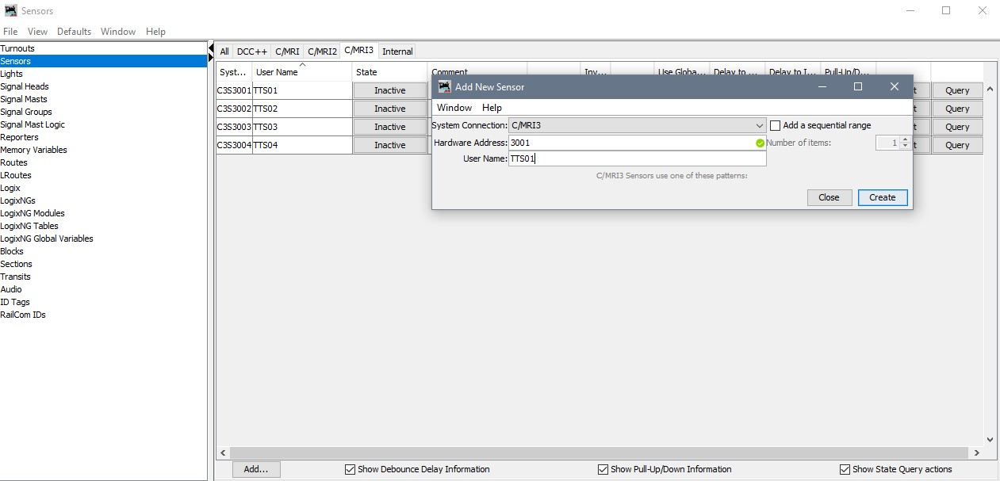 Sensors
File View Defaults Window Help
Turnouts
Sensors
Lights
Signal Heads
Signal Masts
Signal Groups
Signal Mast Logic
Reporters
Memory Variables
Routes
LRoutes
Logix
LogixNGs
LogixNG Modules
LogixNG Tables
LogixNG Global Variables
Blocks
Sections
Transits
Audio
ID Tags
RailCom IDs
All DCC++ C/MRI C/MRI2 C/MRI3 Internal
Syst... User Name State Comment Inv... Use Globa... Delay to ... Delay to I... Pull-Up/D...
C3S3001 TTS01 Inactive t Query
C3S3002 TTS02 Inactive Query
C3S3003 TTS03 Inactive t Query
C3S3004 TTS04 Inactive t Query
Add New Sensor
Window Help
System Connection: C/MRI3 Add a sequential range
Hardware Address: 3001 Number of items: 1
User Name: TTS01
C/MRI3 Sensors use one of these patterns:
Close Create
Add... Show Debounce Delay Information Show Pull-Up/Down Information Show State Query actions